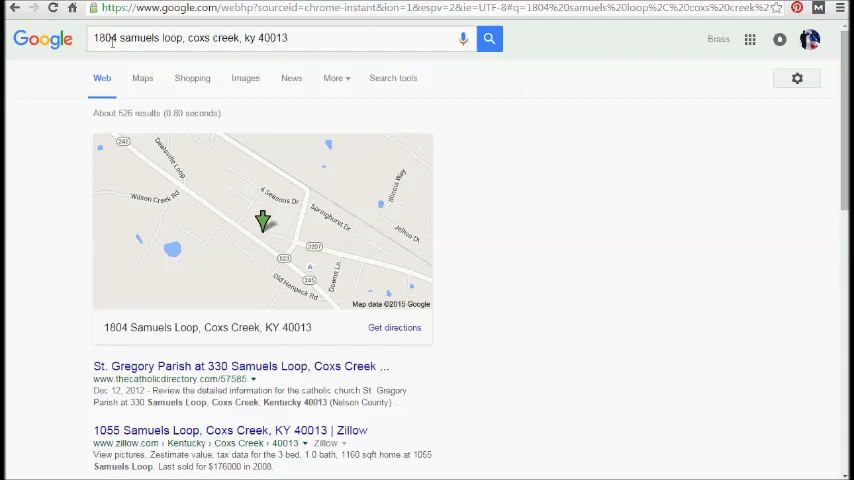 https://www.google.com/webhp?sourceid=chrome-instant&ion=1&espv=2&ie=UTF-8#q=1804%20samuels%20loop%2C%20coxs%20creek%2C%
Google
1804 samuels loop, coxs creek, ky 40013
Brass
Web Maps Shopping Images News More Search tools
About 526 results (0.80 seconds)
245
Deatsville Loop
Wilson Creek Rd
4 Seasons Dr
Springhurst Dr
Illinois Way
Jellico Dr
3207
523
245
Downs Ln
Old Henpeck Rd
Map data ©2015 Google
1804 Samuels Loop, Coxs Creek, KY 40013 Get directions
St. Gregory Parish at 330 Samuels Loop, Coxs Creek ...
www.thecatholicdirectory.com/57585
Dec 12, 2012 - Review the detailed information for the catholic church St. Gregory
Parish at 330 Samuels Loop, Coxs Creek, Kentucky 40013 (Nelson County) ...
1055 Samuels Loop, Coxs Creek, KY 40013 | Zillow
www.zillow.com › Kentucky › Coxs Creek › 40013 Zillow
View pictures, Zestimate value, tax data for the 3 bed, 1.0 bath, 1160 sqft home at 1055
Samuels Loop. Last sold for $176000 in 2008.